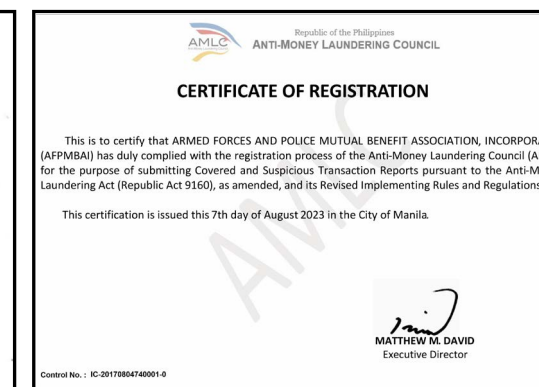 AMLC
Republic of the Philippines
ANTI-MONEY LAUNDERING COUNCIL
CERTIFICATE OF REGISTRATION
This is to certify that ARMED FORCES AND POLICE MUTUAL BENEFIT ASSOCIATION, INCORPORA
(AFPMBAI) has duly complied with the registration process of the Anti-Money Laundering Council (A
for the purpose of submitting Covered and Suspicious Transaction Reports pursuant to the Anti-M
Laundering Act (Republic Act 9160), as amended, and its Revised Implementing Rules and Regulations
This certification is issued this 7th day of August 2023 in the City of Manila.
AMLC
MATTHEW M. DAVID
Executive Director
Control No. : IC-20170804740001-0